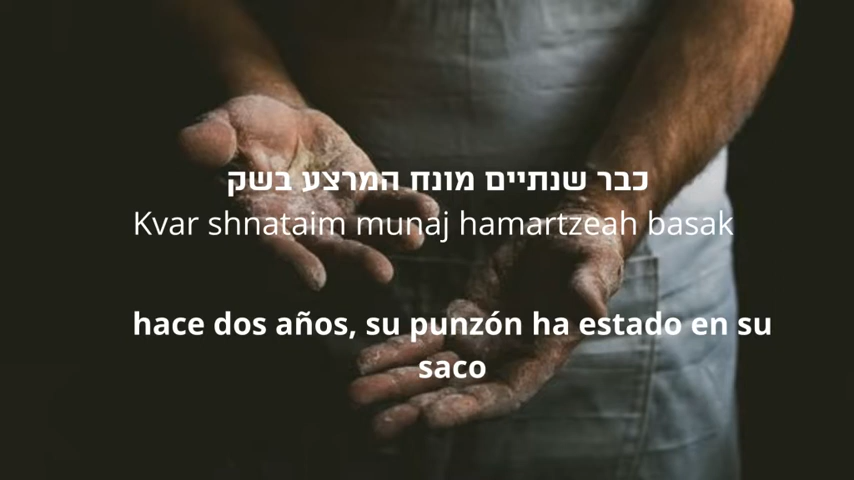 כבר שנתיים מונח המרצע בשק
Kvar shnataim munaj hamartzeah basak
hace dos años, su punzón ha estado en su
saco